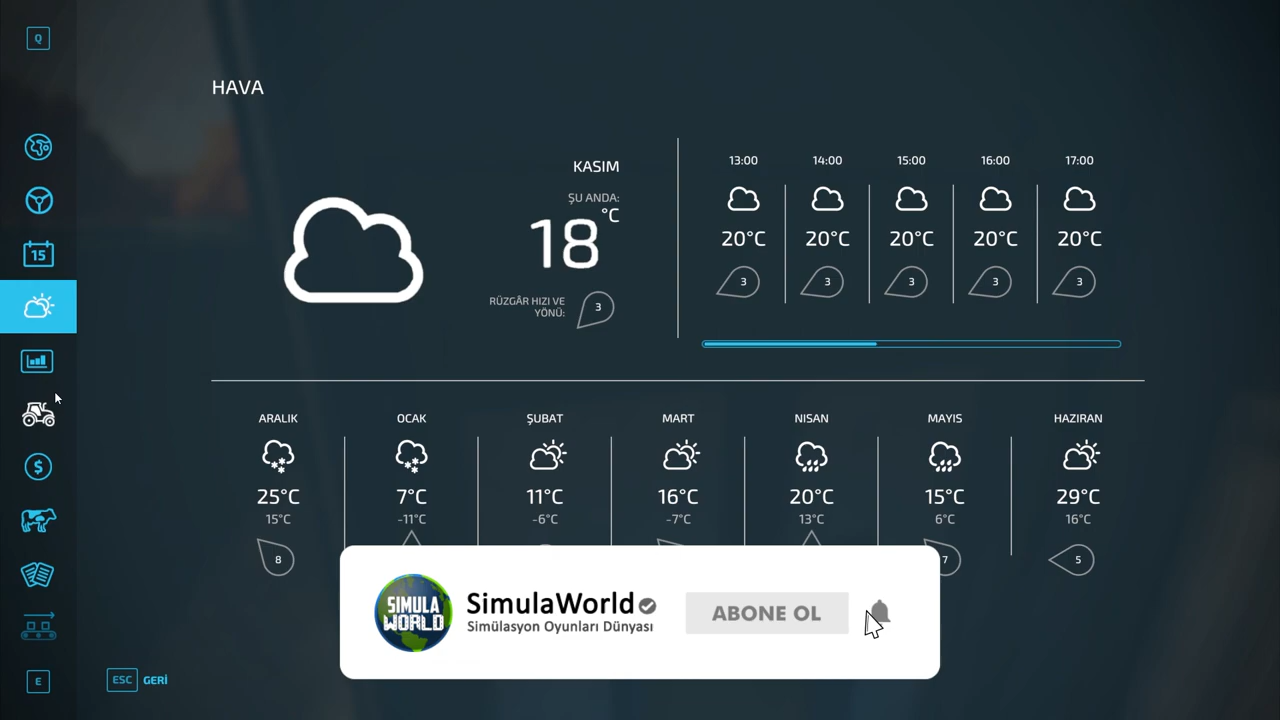 Q
HAVA
KASIM
ŞU ANDA:
18 °C
RÜZGÂR HIZI VE
YÖNÜ:
3
13:00 14:00 15:00 16:00 17:00
20°C 20°C 20°C 20°C 20°C
3 3 3 3 3
15
ARALIK OCAK ŞUBAT MART NISAN MAYIS HAZIRAN
25°C 7°C 11°C 16°C 20°C 15°C 29°C
15°C -11°C -6°C -7°C 13°C 6°C 16°C
8 7 5
$
SIMULA
WORLD
SimulaWorld
Simülasyon Oyunları Dünyası
ABONE OL
E
ESC GERİ